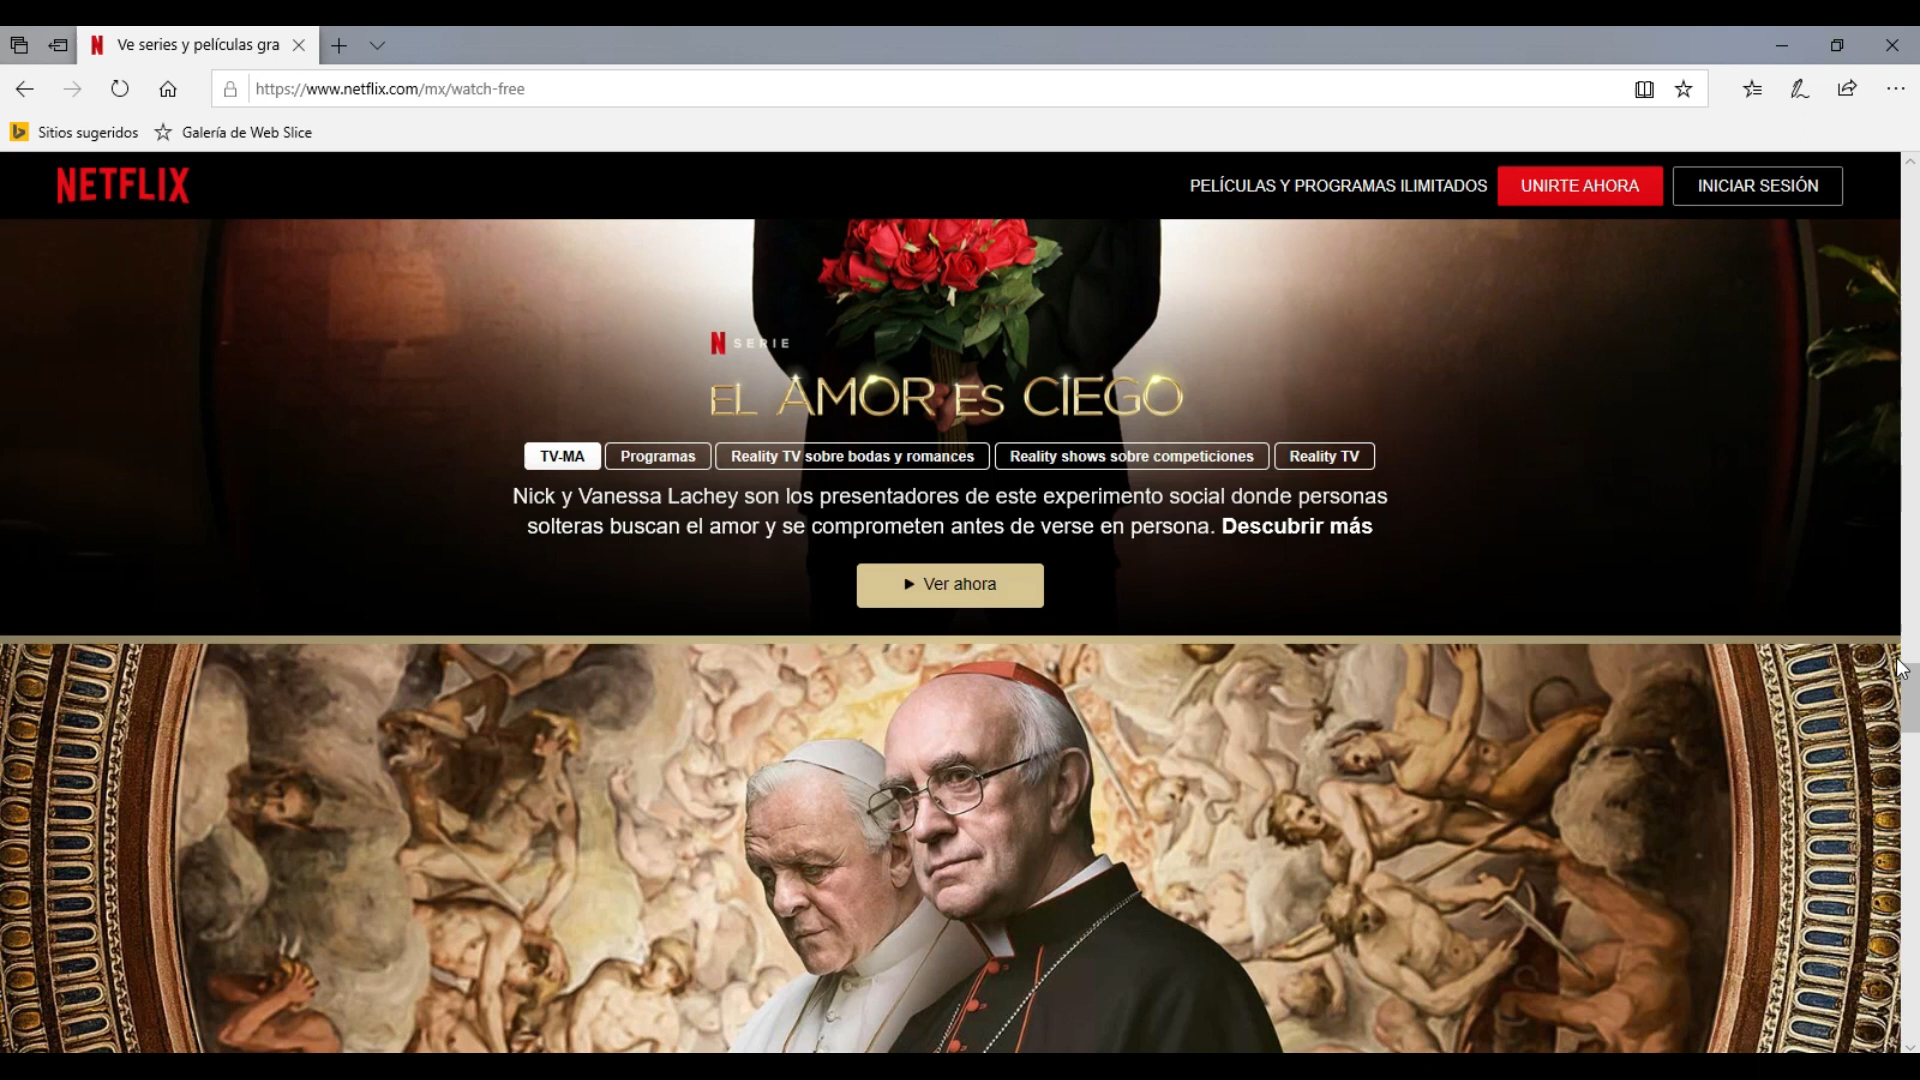 Ve series y películas gra
https://www.netflix.com/mx/watch-free
Sitios sugeridos
Galería de Web Slice
NETFLIX
PELÍCULAS Y PROGRAMAS ILIMITADOS
UNIRTE AHORA
INICIAR SESIÓN
N SERIE
EL AMOR ES CIEGO
TV-MA
Programas
Reality TV sobre bodas y romances
Reality shows sobre competiciones
Reality TV
Nick y Vanessa Lachey son los presentadores de este experimento social donde personas
solteras buscan el amor y se comprometen antes de verse en persona. Descubrir más
Ver ahora